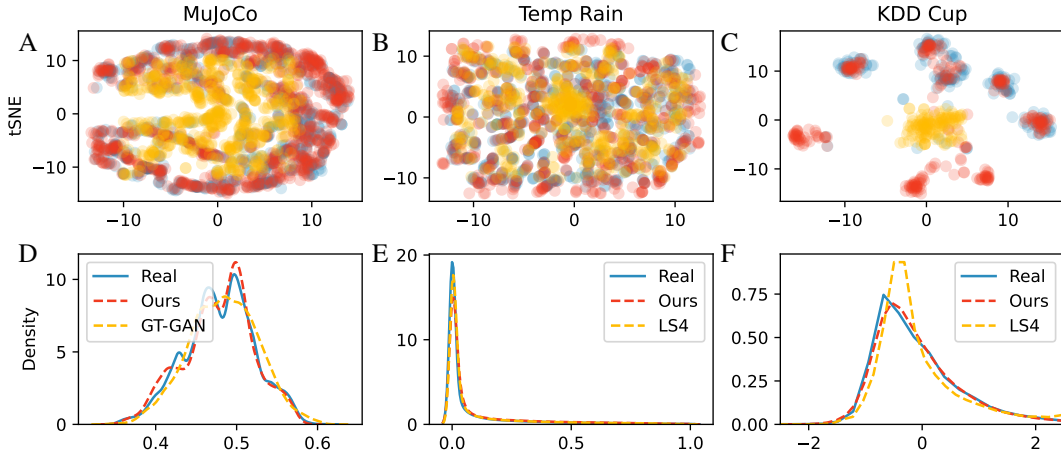 MuJoCo Temp Rain KDD Cup
A B C
tSNE
10
0
−10
−10 0 10
10
0
−10
−10 0 10
10
0
−10
−10 0 10
D E F
Density
10
5
0
0.4 0.5 0.6
Real
Ours
GT-GAN
20
10
0
0.0 0.5 1.0
Real
Ours
LS4
0.75
0.50
0.25
0.00
−2 0 2
Real
Ours
LS4